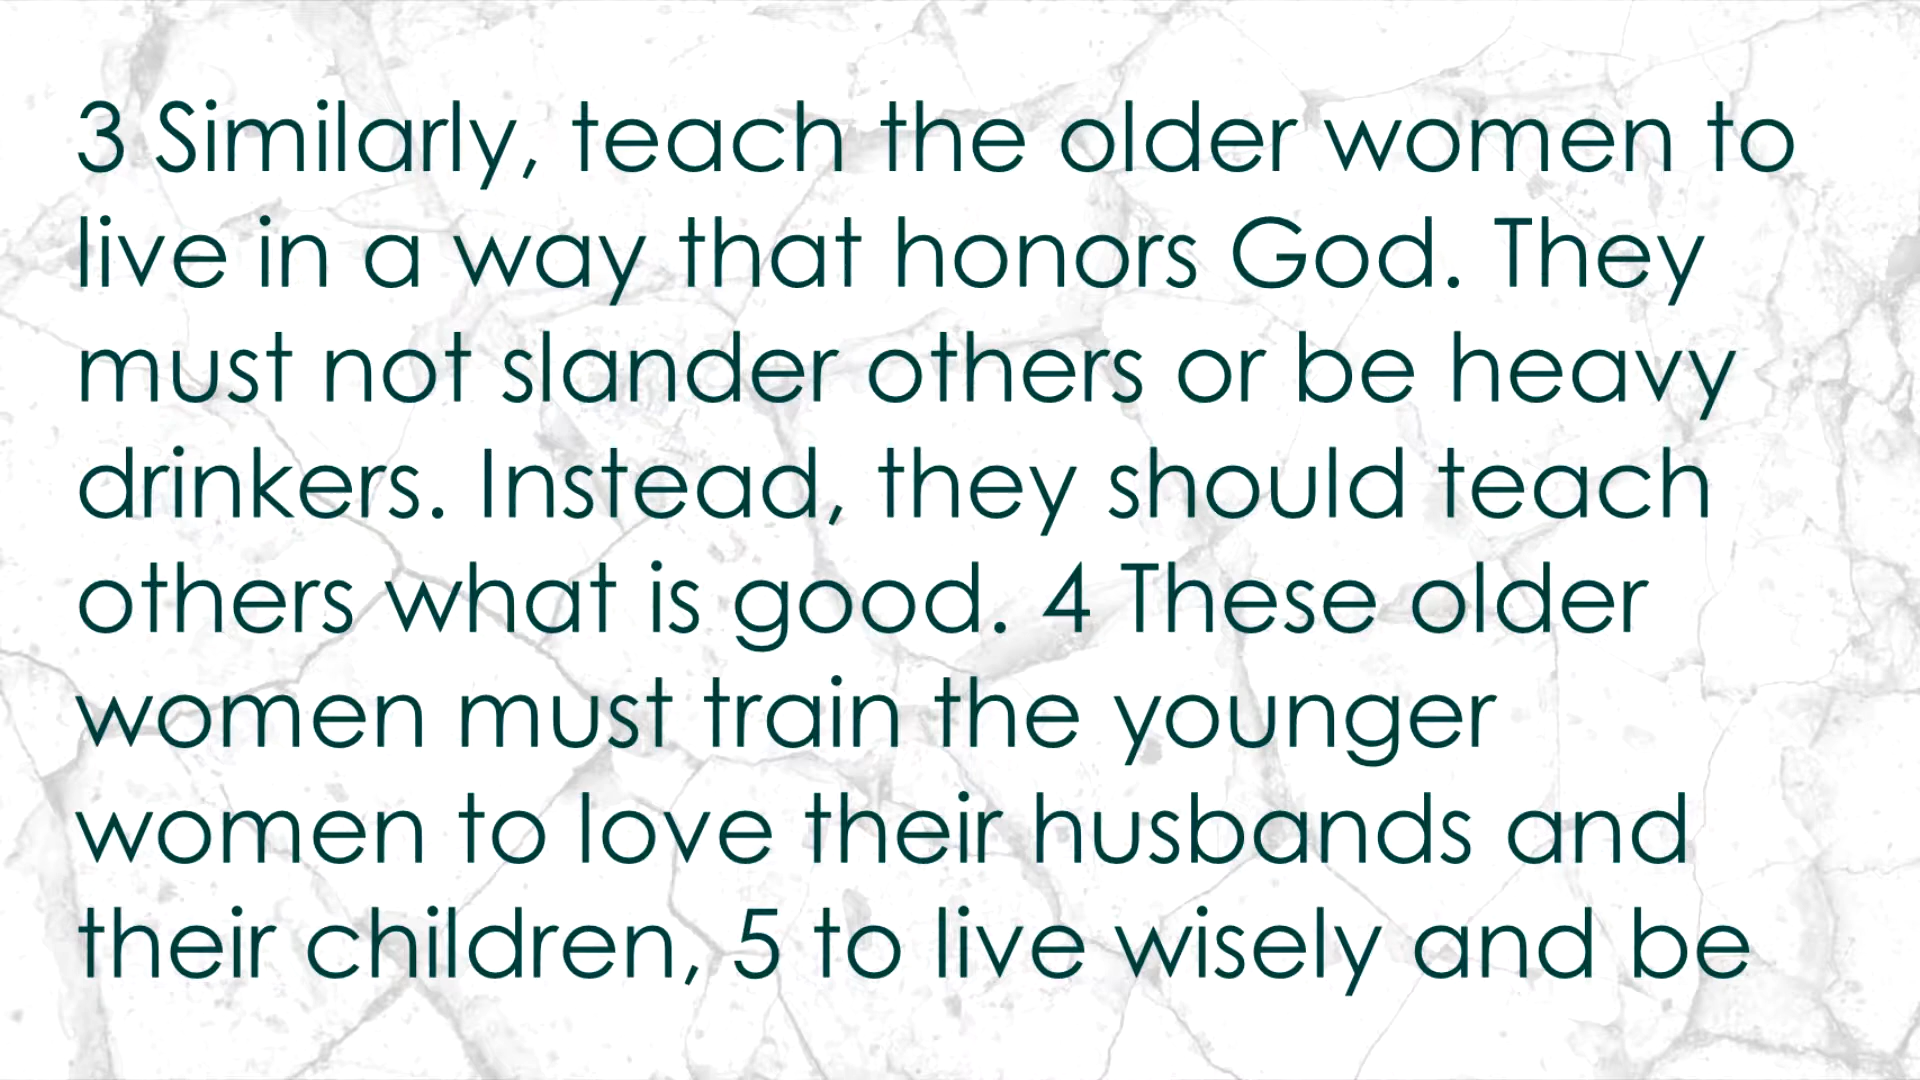 3 Similarly, teach the older women to
live in a way that honors God. They
must not slander others or be heavy
drinkers. Instead, they should teach
others what is good. 4 These older
women must train the younger
women to love their husbands and
their children, 5 to live wisely and be